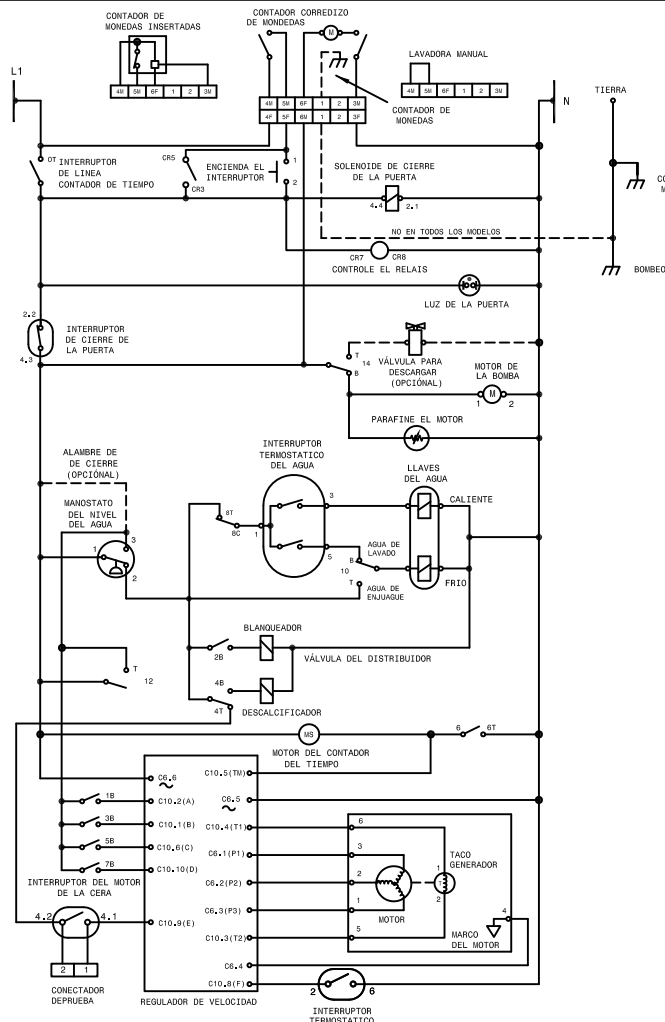 CONTADOR DE
MONEDAS INSERTADAS
4M 5M 6F 1 2 3M
CONTADOR CORREDIZO
DE MONDEDAS
M
4M 5M 6F 1 2 3M
4F 5F 6M 1 2 3F
LAVADORA MANUAL
4M 5M 6F 1 2 3M
CONTADOR DE
MONEDAS
L1
N
TIERRA
OT
INTERRUPTOR
DE LINEA
CONTADOR DE TIEMPO
CR5
CR3
ENCIENDA EL
INTERRUPTOR
1
2
SOLENOIDE DE CIERRE
DE LA PUERTA
4.4
2.1
CO
M
NO EN TODOS LOS MODELOS
CR7
CR8
CONTROLE EL RELAIS
BOMBEO
LUZ DE LA PUERTA
2.2
INTERRUPTOR
DE CIERRE DE
LA PUERTA
4.3
T
14
B
VÁLVULA PARA
DESCARGAR
(OPCIÓNAL)
MOTOR DE
LA BOMBA
1
M
2
PARAFINE EL MOTOR
ALAMBRE DE
DE CIERRE
(OPCIÓNAL)
MANOSTATO
DEL NIVEL
DEL AGUA
3
1
2
INTERRUPTOR
TERMOSTATICO
DEL AGUA
8T
8C
1
3
5
LLAVES
DEL AGUA
CALIENTE
AGUA DE
LAVADO
B
10
T
AGUA DE
ENJUAGUE
FRIO
BLANQUEADOR
2B
VÁLVULA DEL DISTRIBUIDOR
4B
4T
DESCALCIFICADOR
T
12
MS
MOTOR DEL CONTADOR
DEL TIEMPO
6
6T
C6.6
~
C10.5(TM)
C6.5
~
1B
C10.2(A)
3B
C10.1(B)
5B
C10.6(C)
7B
C10.10(D)
C10.4(T1)
C6.1(P1)
C6.2(P2)
C6.3(P3)
C10.3(T2)
C6.4
C10.8(F)
INTERRUPTOR DEL MOTOR
DE LA CERA
4.2
4.1
C10.9(E)
2 1
CONECTADOR
DEPRUEBA
REGULADOR DE VELOCIDAD
6
3
2
1
5
MOTOR
TACO
GENERADOR
1
T
2
4
MARCO
DEL MOTOR
2
6
INTERRUPTOR
TERMOSTATICO